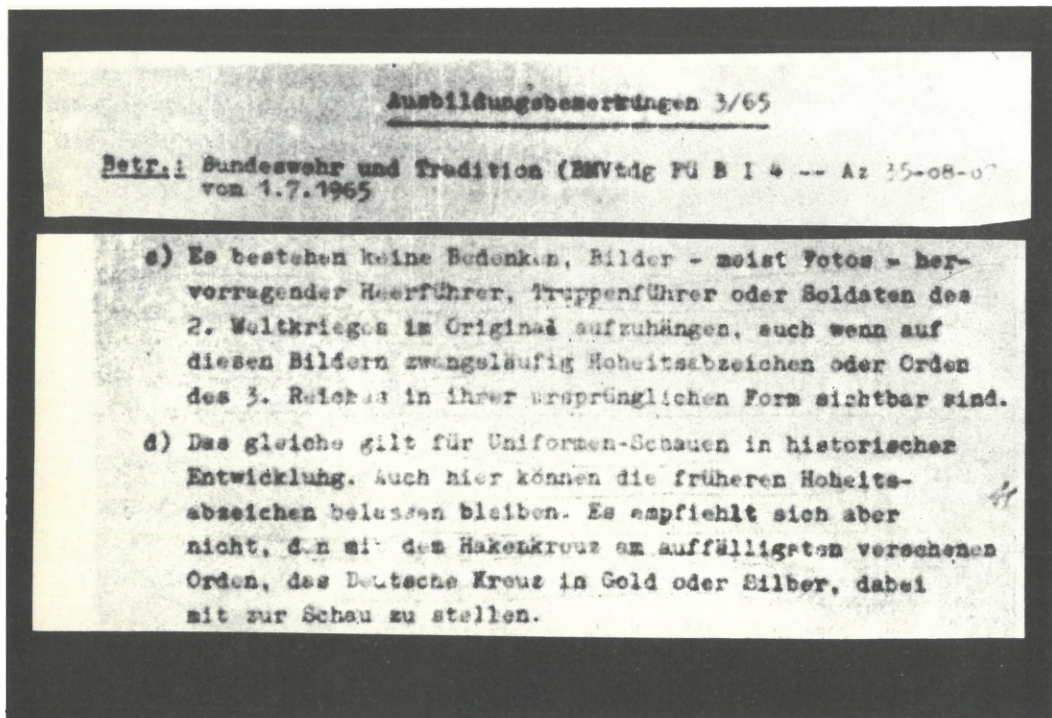 Ausbildungsbemerkungen 3/65
Betr.: Bundeswehr und Tradition (BMVtdg FÜ B I 4 -- Az 35-08-07
vom 1.7.1965
c) Es bestehen keine Bedenken, Bilder - meist Fotos - her-
vorragender Heerführer, Truppenführer oder Soldaten des
2. Weltkrieges im Original aufzuhängen, auch wenn auf
diesen Bildern zwangsläufig Hoheitsabzeichen oder Orden
des 3. Reiches in ihrer ursprünglichen Form sichtbar sind.
d) Das gleiche gilt für Uniformen-Schauen in historischer
Entwicklung. Auch hier können die früheren Hoheits-
abzeichen belassen bleiben. Es empfiehlt sich aber
nicht, den mit dem Hakenkreuz am auffälligsten versehenen
Orden, das Deutsche Kreuz in Gold oder Silber, dabei
mit zur Schau zu stellen.